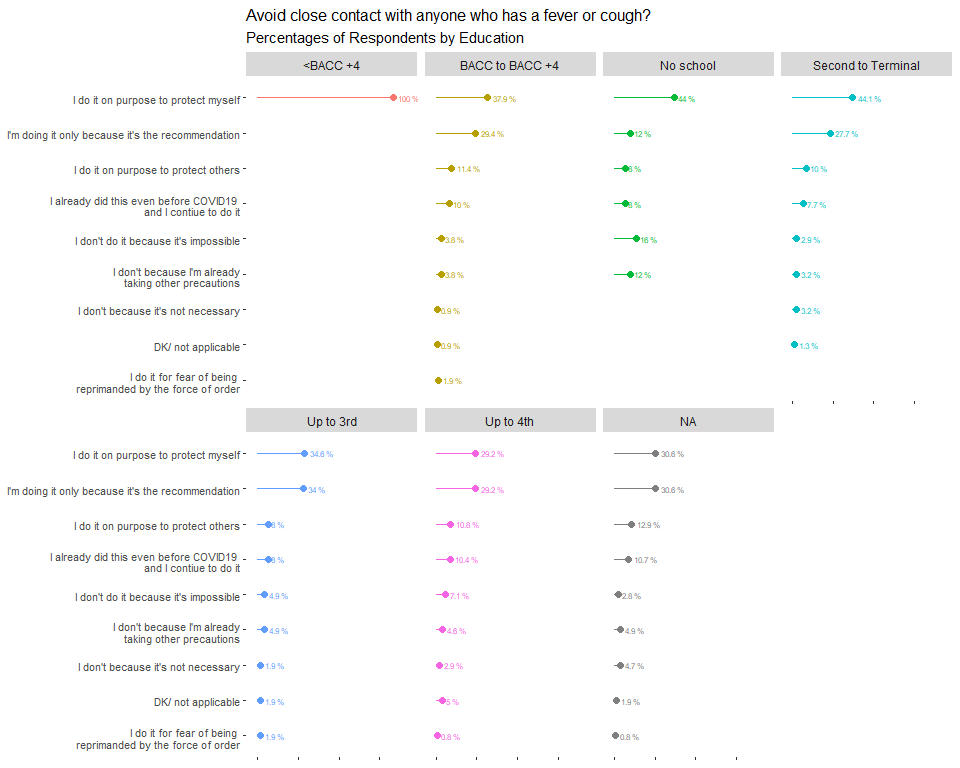 Avoid close contact with anyone who has a fever or cough?
Percentages of Respondents by Education
<BACC +4
BACC to BACC +4
No school
Second to Terminal
I do it on purpose to protect myself
100 %
37.9 %
44 %
44.1 %
I'm doing it only because it's the recommendation
29.4 %
12 %
27.7 %
I do it on purpose to protect others
11.4 %
8 %
10 %
I already did this even before COVID19
and I contiue to do it
10 %
8 %
7.7 %
I don't do it because it's impossible
3.8 %
16 %
2.9 %
I don't because I'm already
taking other precautions
3.8 %
12 %
3.2 %
I don't because it's not necessary
0.9 %
3.2 %
DK/ not applicable
0.9 %
1.3 %
I do it for fear of being
reprimanded by the force of order
1.9 %
Up to 3rd
Up to 4th
NA
I do it on purpose to protect myself
34.6 %
29.2 %
30.6 %
I'm doing it only because it's the recommendation
34 %
29.2 %
30.6 %
I do it on purpose to protect others
8 %
10.8 %
12.9 %
I already did this even before COVID19
and I contiue to do it
8 %
10.4 %
10.7 %
I don't do it because it's impossible
4.9 %
7.1 %
2.8 %
I don't because I'm already
taking other precautions
4.9 %
4.6 %
4.9 %
I don't because it's not necessary
1.9 %
2.9 %
4.7 %
DK/ not applicable
1.9 %
5 %
1.9 %
I do it for fear of being
reprimanded by the force of order
1.9 %
0.8 %
0.8 %